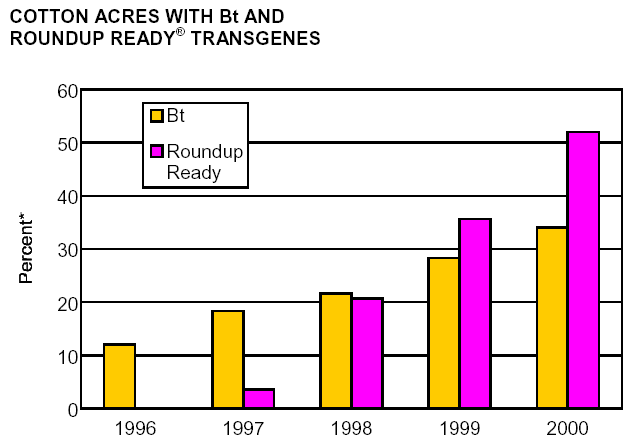 COTTON ACRES WITH Bt AND
ROUNDUP READY® TRANSGENES
60
50
40
30
20
10
0
Percent*
Bt
Roundup
Ready
1996 1997 1998 1999 2000